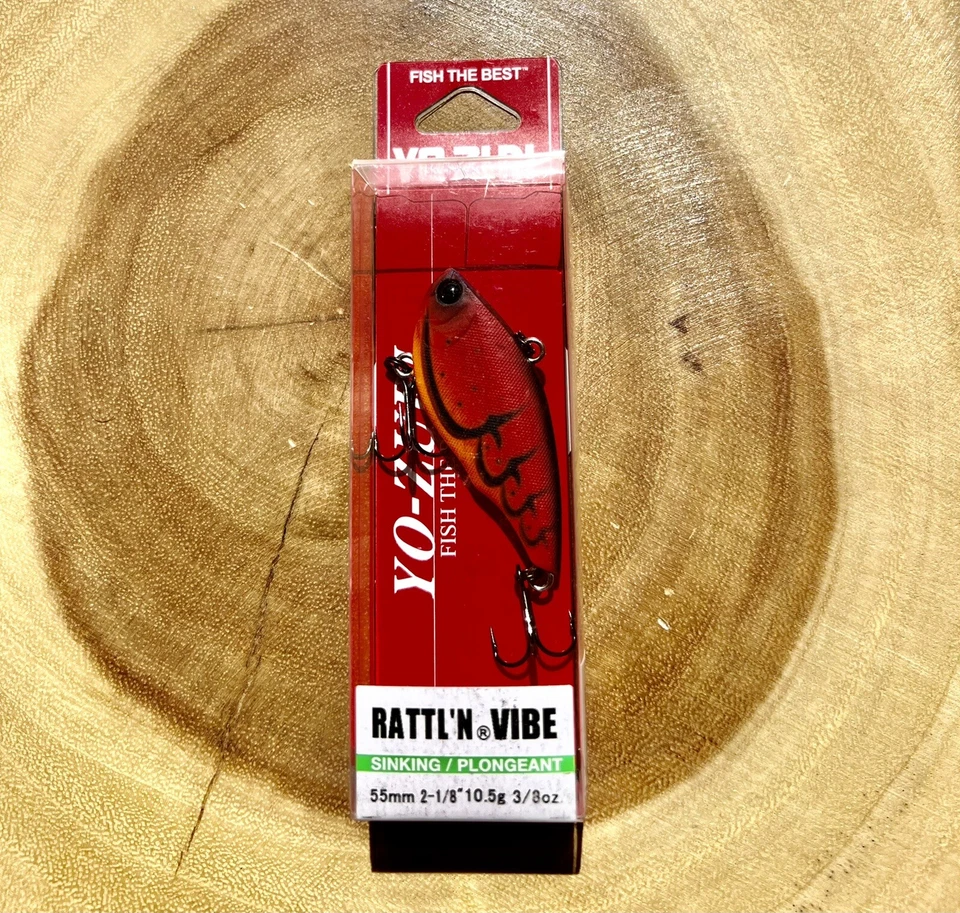 FISH THE BEST™
YO-ZURI
FISH THE
RATTL'N® VIBE
SINKING / PLONGEANT
55mm 2-1/8" 10.5g 3/8oz